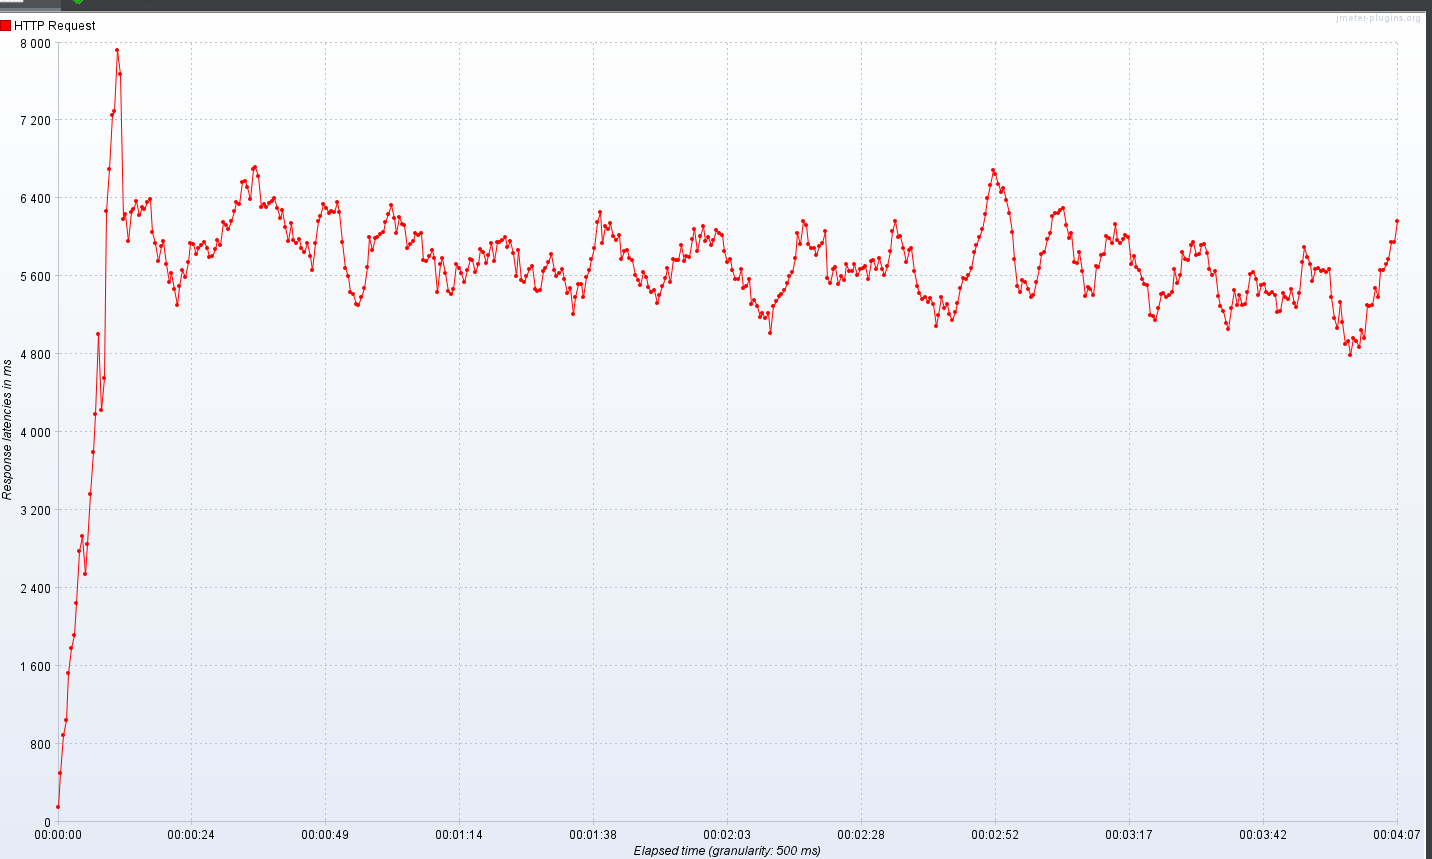 jmeter-plugins.org
HTTP Request
8 000
7 200
6 400
5 600
4 800
4 000
3 200
2 400
1 600
800
0
Response latencies in ms
00:00:00 00:00:24 00:00:49 00:01:14 00:01:38 00:02:03 00:02:28 00:02:52 00:03:17 00:03:42 00:04:07
Elapsed time (granularity: 500 ms)